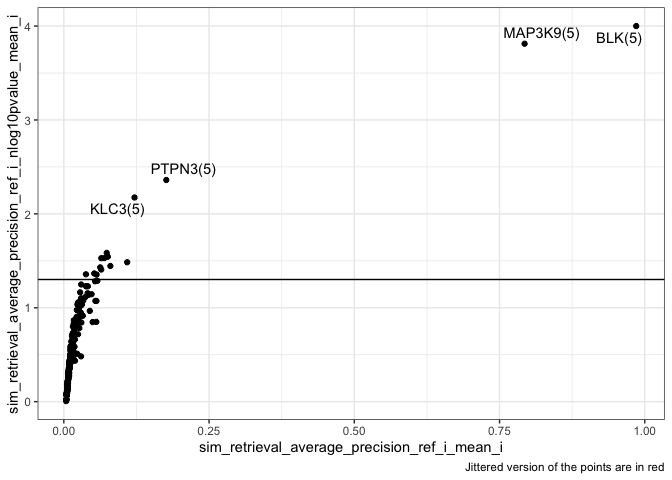 sim_retrieval_average_precision_ref_i_nlog10pvalue_mean_i
4
3
2
1
0
MAP3K9(5)
BLK(5)
PTPN3(5)
KLC3(5)
0.00
0.25
0.50
0.75
1.00
sim_retrieval_average_precision_ref_i_mean_i
Jittered version of the points are in red